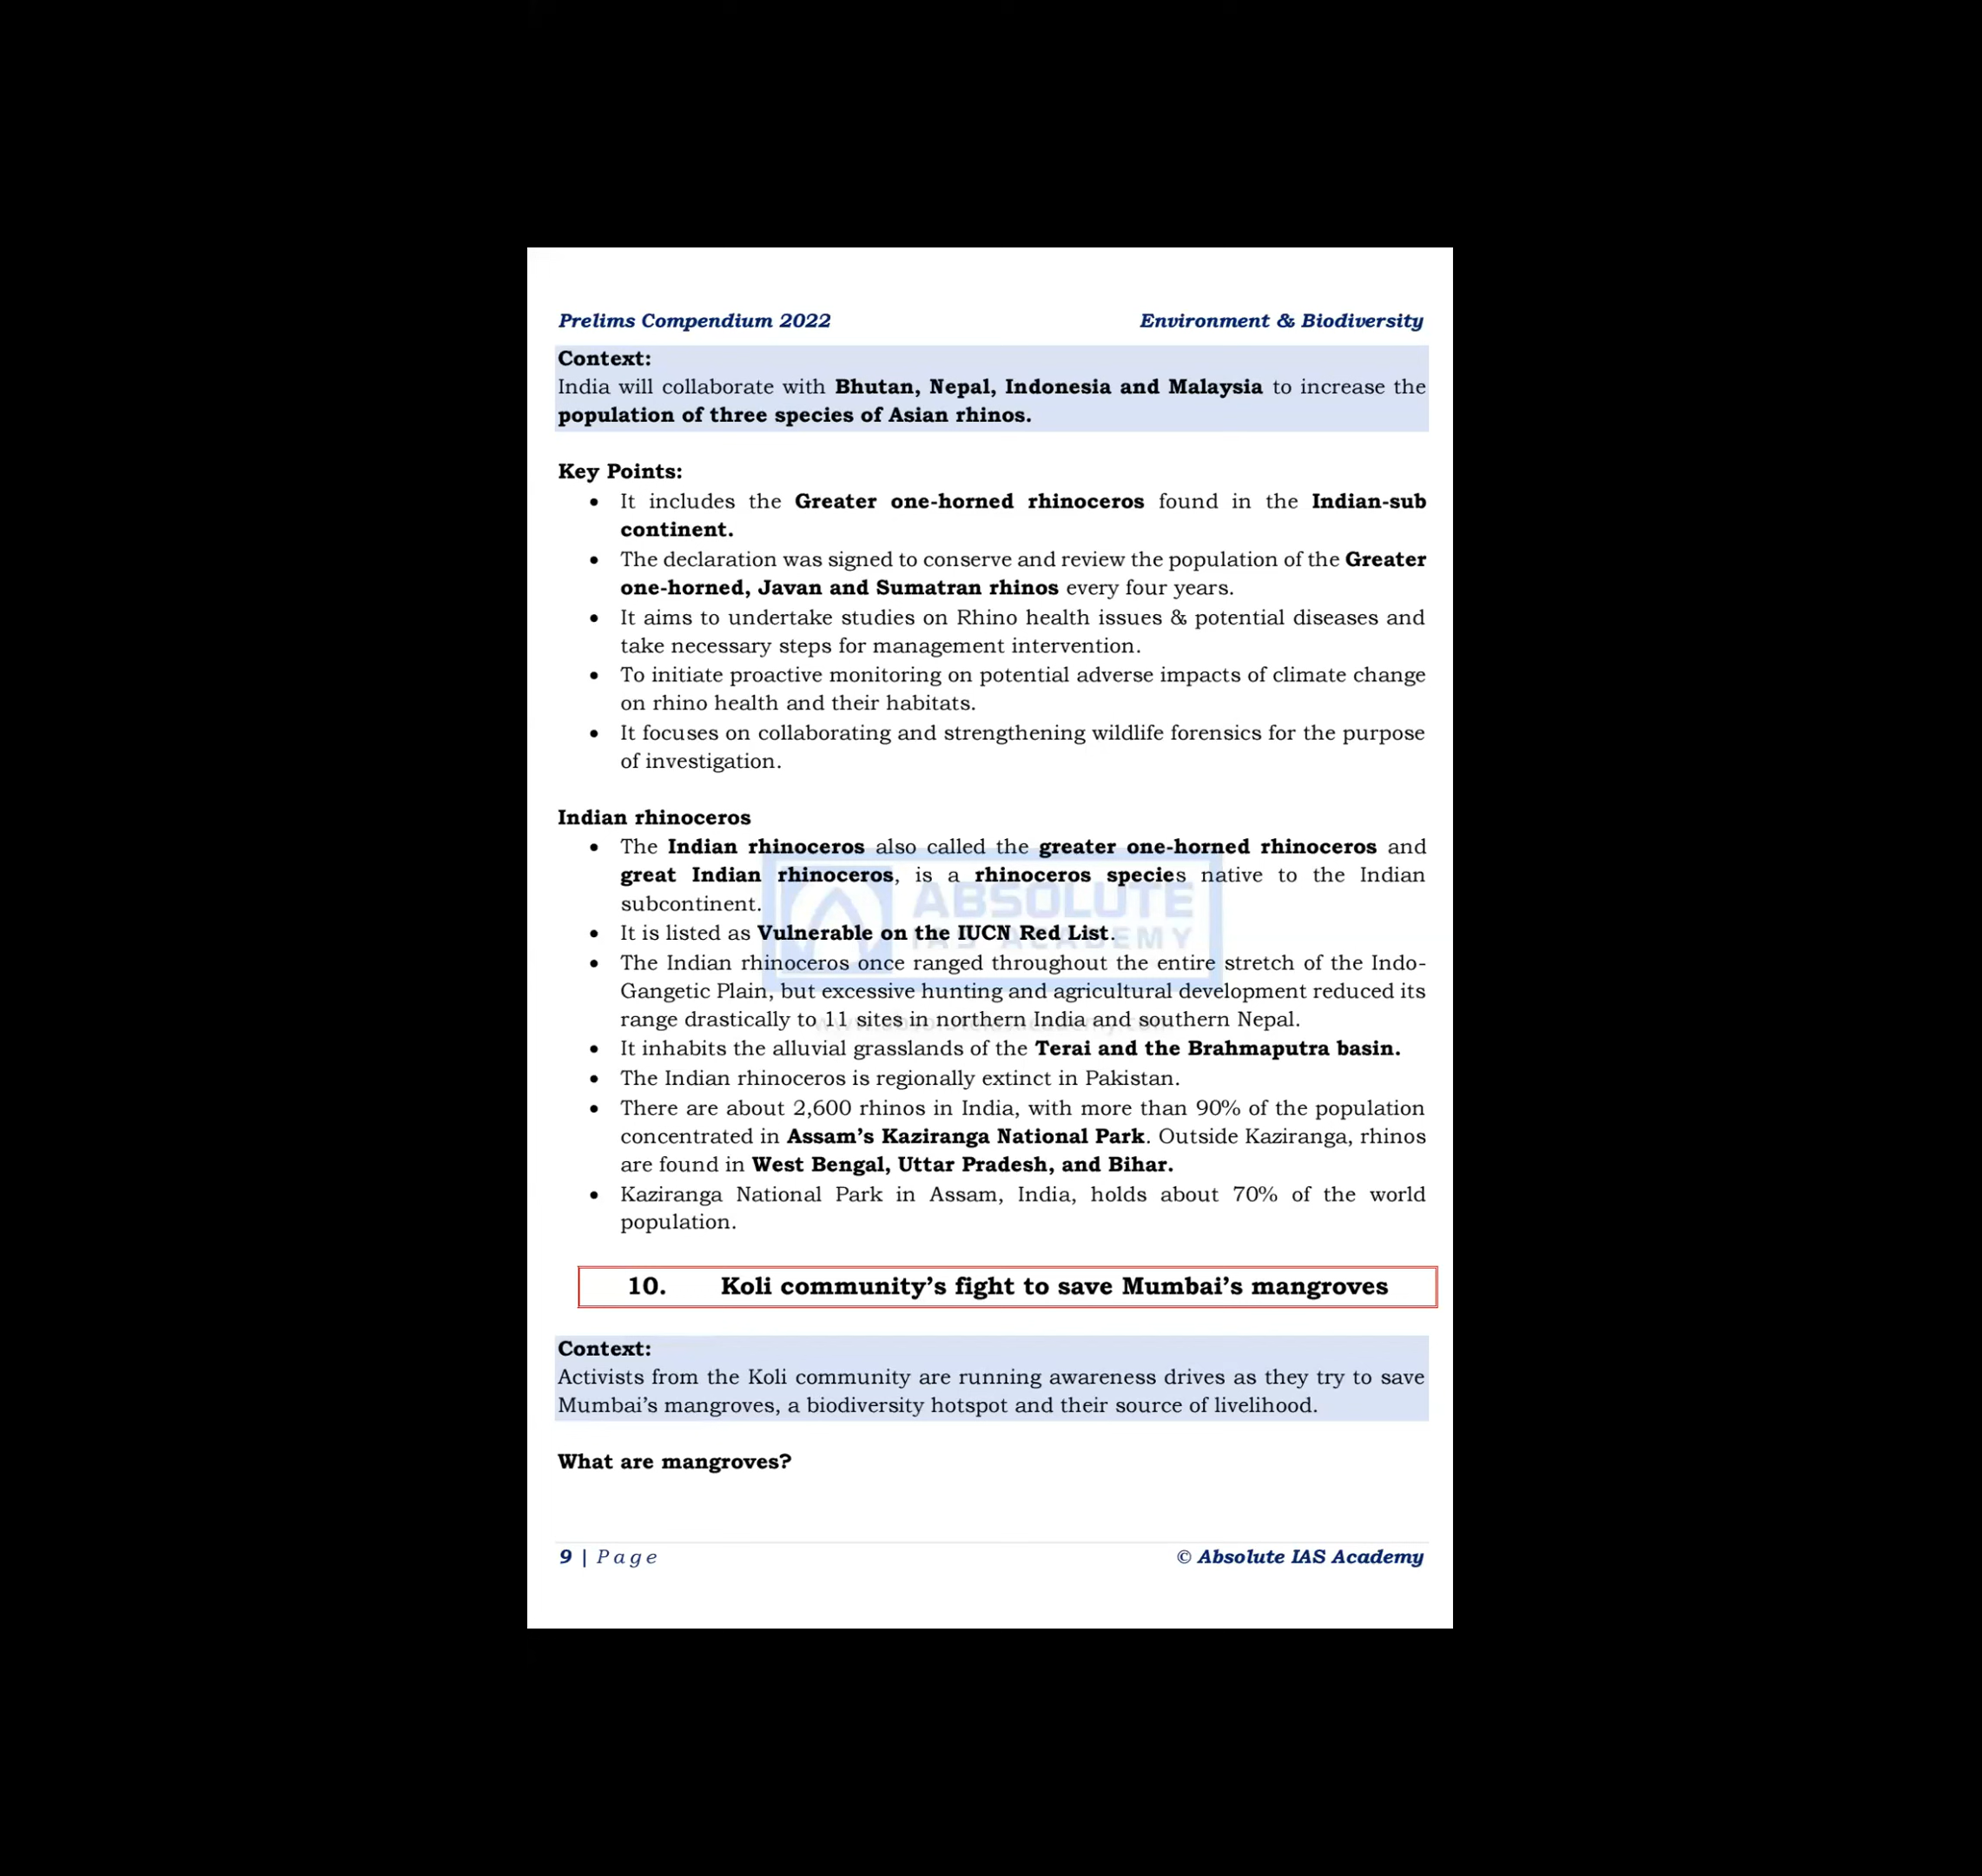 Prelims Compendium 2022 Environment & Biodiversity
Context:
India will collaborate with Bhutan, Nepal, Indonesia and Malaysia to increase the
population of three species of Asian rhinos.
Key Points:
• It includes the Greater one-horned rhinoceros found in the Indian-sub
continent.
• The declaration was signed to conserve and review the population of the Greater
one-horned, Javan and Sumatran rhinos every four years.
• It aims to undertake studies on Rhino health issues & potential diseases and
take necessary steps for management intervention.
• To initiate proactive monitoring on potential adverse impacts of climate change
on rhino health and their habitats.
• It focuses on collaborating and strengthening wildlife forensics for the purpose
of investigation.
Indian rhinoceros
• The Indian rhinoceros also called the greater one-horned rhinoceros and
great Indian rhinoceros, is a rhinoceros species native to the Indian
subcontinent.
• It is listed as Vulnerable on the IUCN Red List.
• The Indian rhinoceros once ranged throughout the entire stretch of the Indo-
Gangetic Plain, but excessive hunting and agricultural development reduced its
range drastically to 11 sites in northern India and southern Nepal.
• It inhabits the alluvial grasslands of the Terai and the Brahmaputra basin.
• The Indian rhinoceros is regionally extinct in Pakistan.
• There are about 2,600 rhinos in India, with more than 90% of the population
concentrated in Assam’s Kaziranga National Park. Outside Kaziranga, rhinos
are found in West Bengal, Uttar Pradesh, and Bihar.
• Kaziranga National Park in Assam, India, holds about 70% of the world
population.
ABSOLUTE
IAS ACADEMY
10. Koli community’s fight to save Mumbai’s mangroves
Context:
Activists from the Koli community are running awareness drives as they try to save
Mumbai’s mangroves, a biodiversity hotspot and their source of livelihood.
What are mangroves?
9 | Page © Absolute IAS Academy